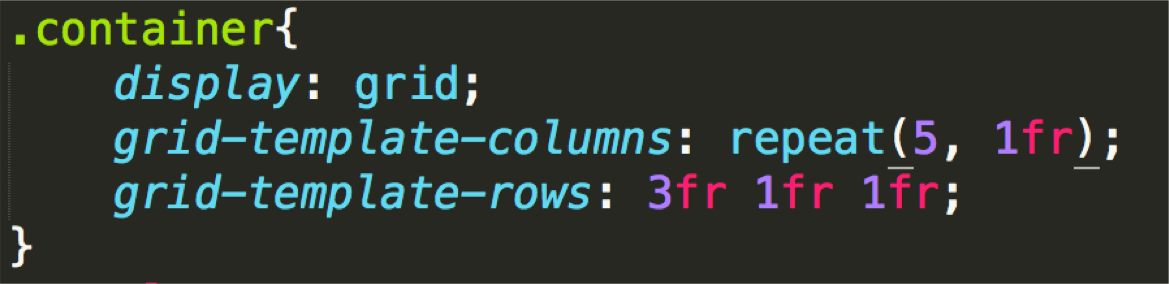 .container{
display: grid;
grid-template-columns: repeat(5, 1fr);
grid-template-rows: 3fr 1fr 1fr;
}